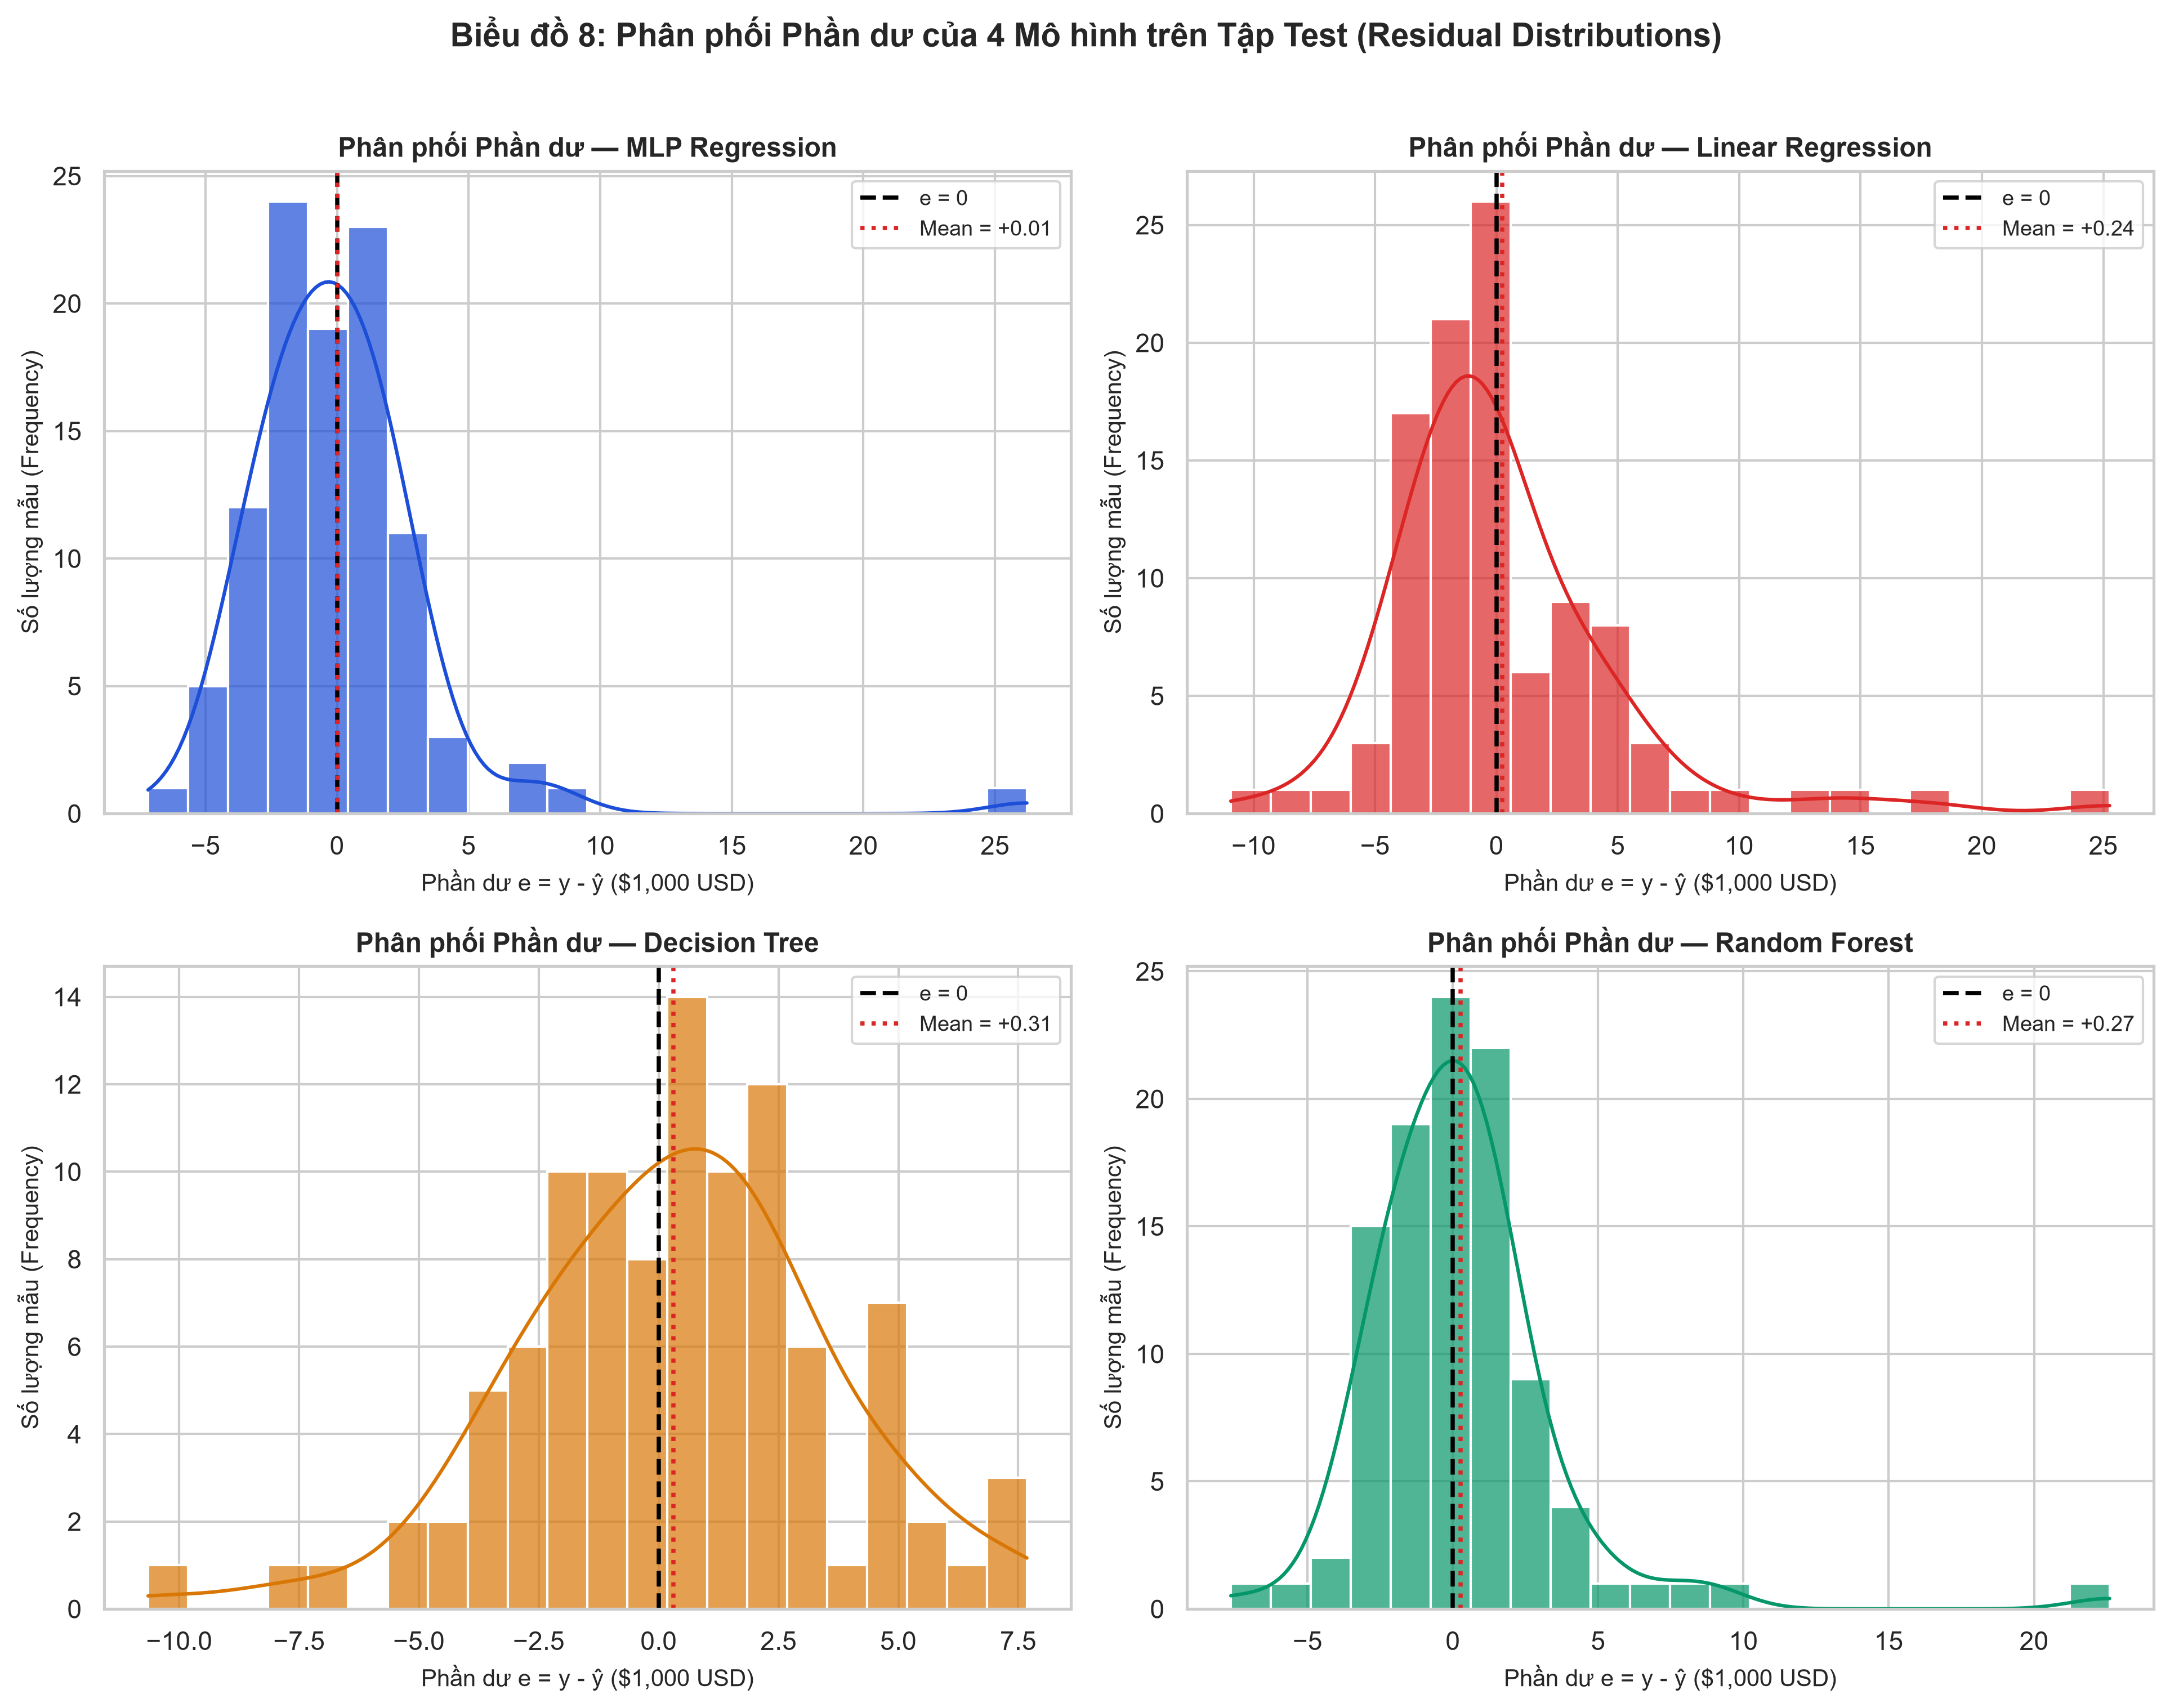 Biểu đồ 8: Phân phối Phần dư của 4 Mô hình trên Tập Test (Residual Distributions)
Phân phối Phần dư — MLP Regression
Số lượng mẫu (Frequency)
25
20
15
10
5
0
e = 0
Mean = +0.01
−5 0 5 10 15 20 25
Phần dư e = y - ŷ ($1,000 USD)
Phân phối Phần dư — Linear Regression
Số lượng mẫu (Frequency)
25
20
15
10
5
0
e = 0
Mean = +0.24
−10 −5 0 5 10 15 20 25
Phần dư e = y - ŷ ($1,000 USD)
Phân phối Phần dư — Decision Tree
Số lượng mẫu (Frequency)
14
12
10
8
6
4
2
0
e = 0
Mean = +0.31
−10.0 −7.5 −5.0 −2.5 0.0 2.5 5.0 7.5
Phần dư e = y - ŷ ($1,000 USD)
Phân phối Phần dư — Random Forest
Số lượng mẫu (Frequency)
25
20
15
10
5
0
e = 0
Mean = +0.27
−5 0 5 10 15 20
Phần dư e = y - ŷ ($1,000 USD)